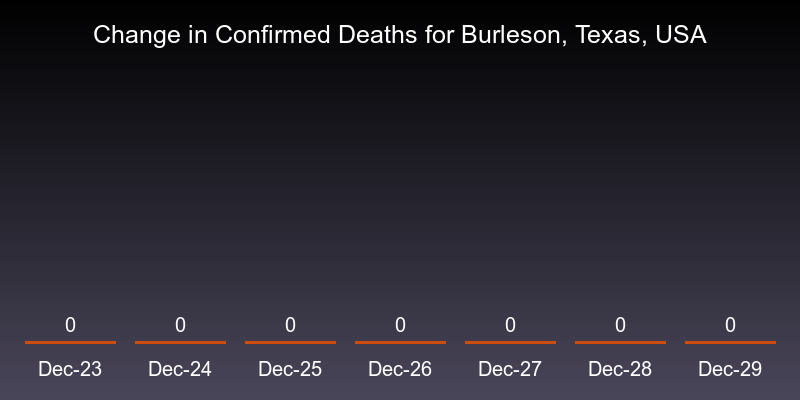 Change in Confirmed Deaths for Burleson, Texas, USA
0 0 0 0 0 0 0
Dec-23 Dec-24 Dec-25 Dec-26 Dec-27 Dec-28 Dec-29